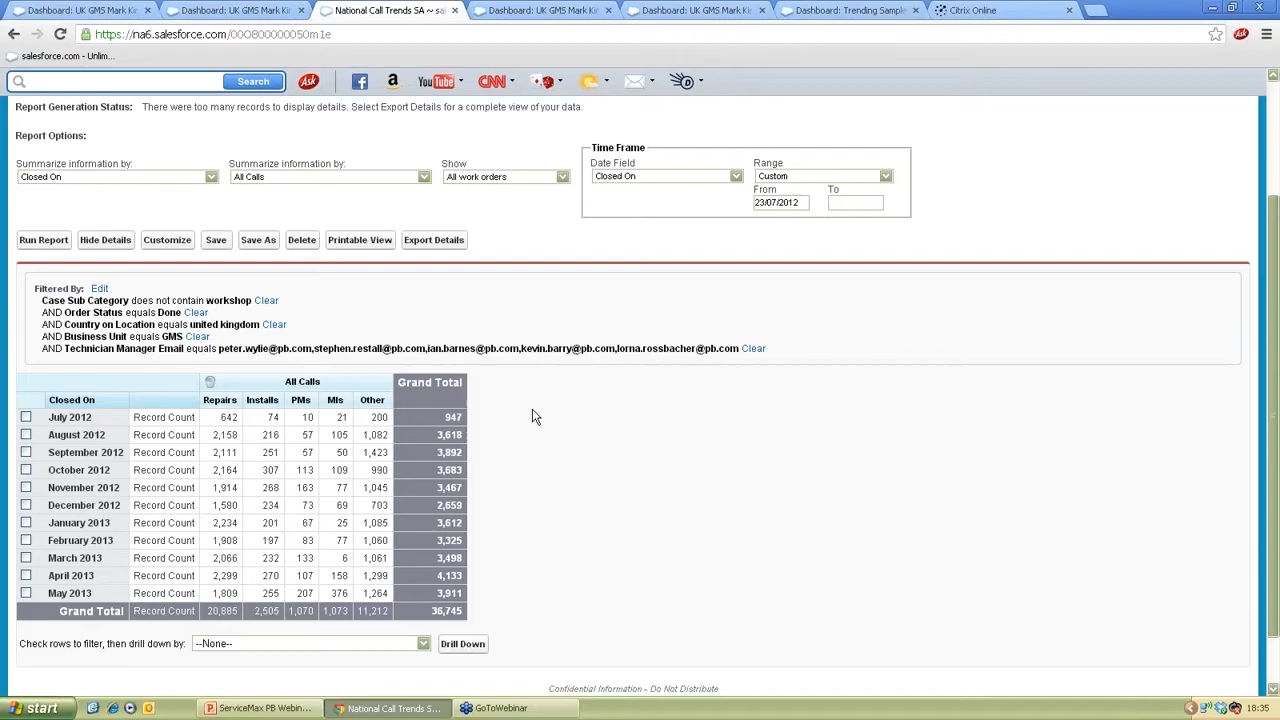 Dashboard: UK GMS Mark Ki
Dashboard: UK GMS Mark Ki
National Call Trends SA ~ sal
Dashboard: UK GMS Mark Ki
Dashboard: UK GMS Mark Ki
Dashboard: Trending Sample
Citrix Online
https://na6.salesforce.com/00O80000005Om1e
Ask
salesforce.com - Unlim...
Search
Ask
YouTube
CNN
Report Generation Status: There were too many records to display details. Select Export Details for a complete view of your data.
Report Options:
Time Frame
Summarize information by: Summarize information by: Show Date Field Range
Closed On All Calls All work orders Closed On Custom
From To
23/07/2012
Run Report Hide Details Customize Save Save As Delete Printable View Export Details
Filtered By: Edit
Case Sub Category does not contain workshop Clear
AND Order Status equals Done Clear
AND Country on Location equals united kingdom Clear
AND Business Unit equals GMS Clear
AND Technician Manager Email equals peter.wylie@pb.com,stephen.restall@pb.com,ian.barnes@pb.com,kevin.barry@pb.com,lorna.rossbacher@pb.com Clear
All Calls Grand Total
Closed On Repairs Installs PMs MIs Other
July 2012 Record Count 642 74 10 21 200 947
August 2012 Record Count 2,158 216 57 105 1,082 3,618
September 2012 Record Count 2,111 251 57 50 1,423 3,892
October 2012 Record Count 2,164 307 113 109 990 3,683
November 2012 Record Count 1,914 268 163 77 1,045 3,467
December 2012 Record Count 1,580 234 73 69 703 2,659
January 2013 Record Count 2,234 201 67 25 1,085 3,612
February 2013 Record Count 1,908 197 83 77 1,060 3,325
March 2013 Record Count 2,066 232 133 6 1,061 3,498
April 2013 Record Count 2,299 270 107 158 1,299 4,133
May 2013 Record Count 1,809 255 207 376 1,264 3,911
Grand Total Record Count 20,885 2,505 1,070 1,073 11,212 36,745
Check rows to filter, then drill down by: --None-- Drill Down
Confidential Information - Do Not Distribute
start ServiceMax PB Webin... National Call Trends S... GoToWebinar 18:35